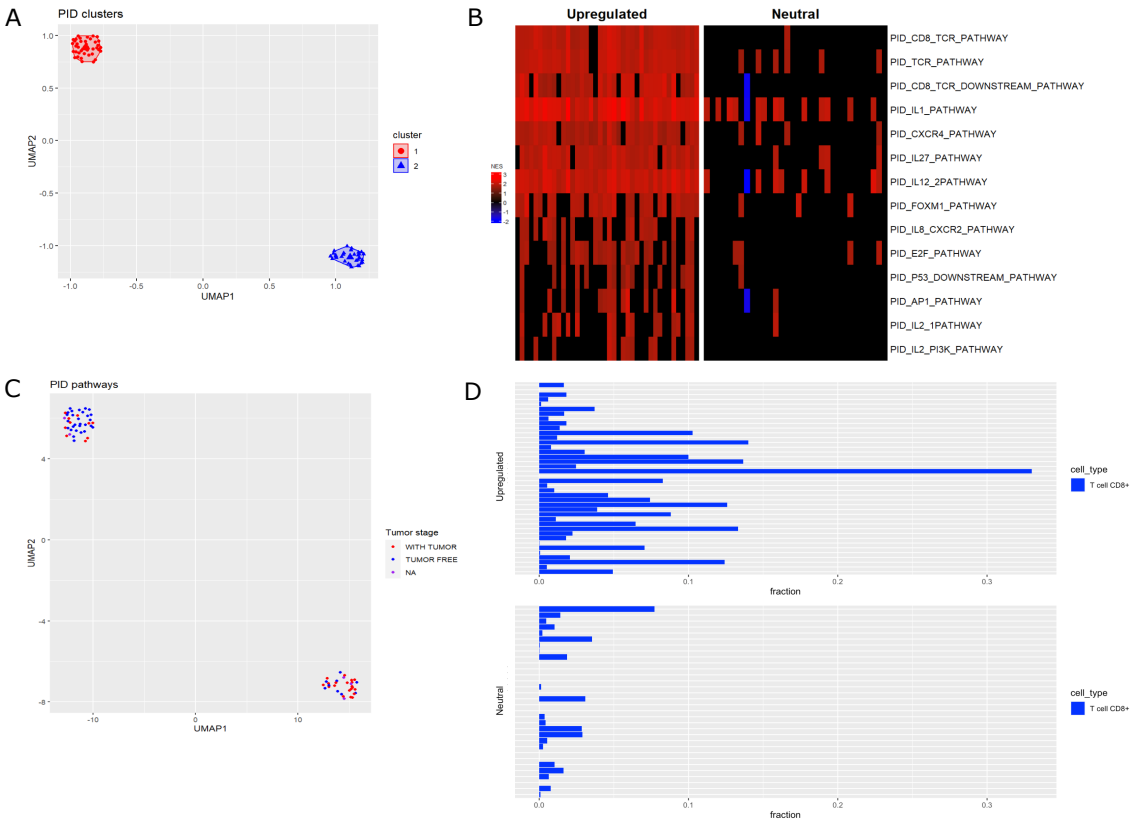 A
PID clusters
1.0
0.5
0.0
-0.5
-1.0
UMAP2
-1.0
-0.5
0.0
0.5
1.0
UMAP1
cluster
1
2
B
Upregulated
Neutral
NES
3
2
1
0
-1
-2
PID_CD8_TCR_PATHWAY
PID_TCR_PATHWAY
PID_CD8_TCR_DOWNSTREAM_PATHWAY
PID_IL1_PATHWAY
PID_CXCR4_PATHWAY
PID_IL27_PATHWAY
PID_IL12_2PATHWAY
PID_FOXM1_PATHWAY
PID_IL8_CXCR2_PATHWAY
PID_E2F_PATHWAY
PID_P53_DOWNSTREAM_PATHWAY
PID_AP1_PATHWAY
PID_IL2_1PATHWAY
PID_IL2_PI3K_PATHWAY
C
PID pathways
4
0
-4
-8
UMAP2
-10
0
10
UMAP1
Tumor stage
WITH TUMOR
TUMOR FREE
NA
D
Upregulated
0.0
0.1
0.2
0.3
fraction
cell_type
T cell CD8+
Neutral
0.0
0.1
0.2
0.3
fraction
cell_type
T cell CD8+